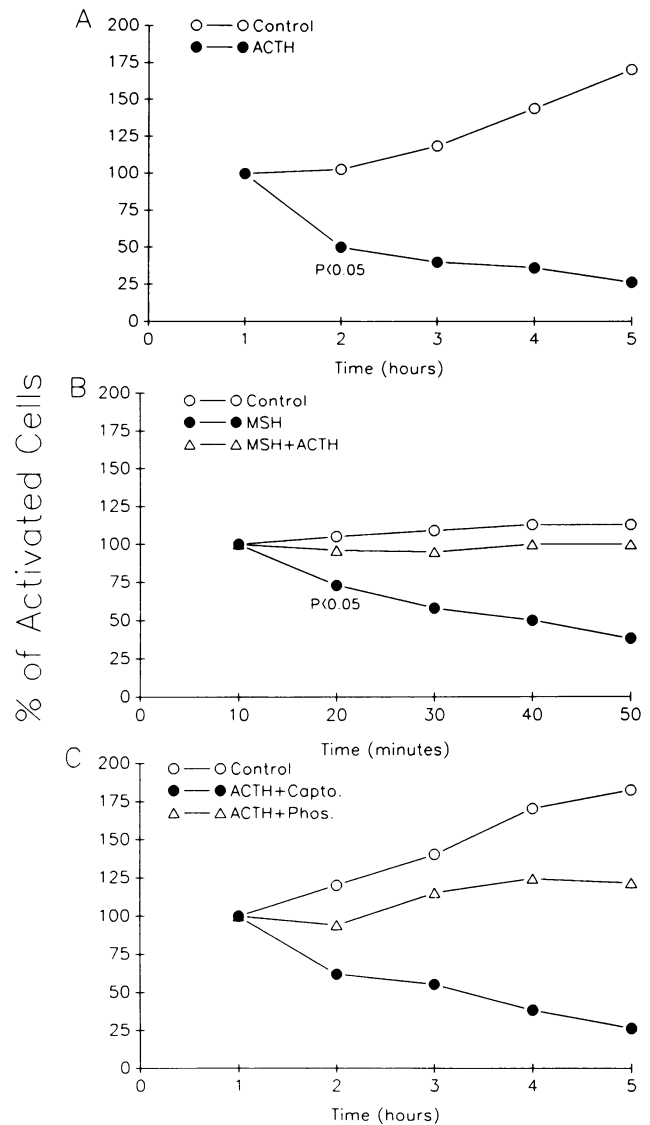 % of Activated Cells
A
Control
ACTH
200
175
150
125
100
75
50
25
0
P<0.05
0 1 2 3 4 5
Time (hours)
B
Control
MSH
MSH+ACTH
200
175
150
125
100
75
50
25
0
P<0.05
0 10 20 30 40 50
Time (minutes)
C
Control
ACTH+Capto.
ACTH+Phos.
200
175
150
125
100
75
50
25
0
0 1 2 3 4 5
Time (hours)